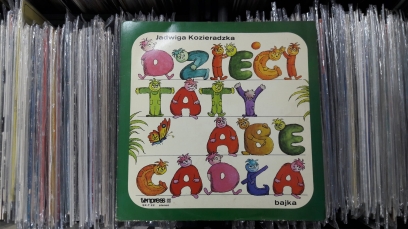 Jadwiga Kozieradzka
DZIECI
TATY
ABE
CADŁA
tonpress
bajka